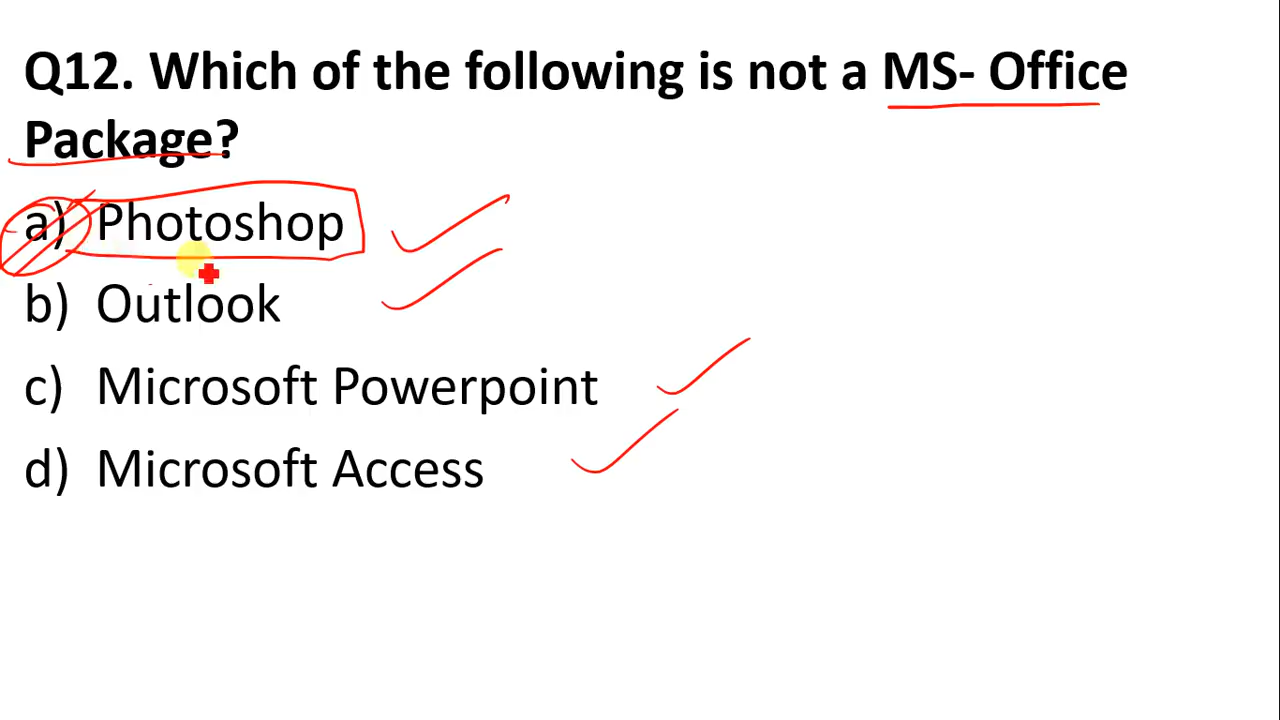 Q12. Which of the following is not a MS- Office
Package?
a) Photoshop
b) Outlook
c) Microsoft Powerpoint
d) Microsoft Access